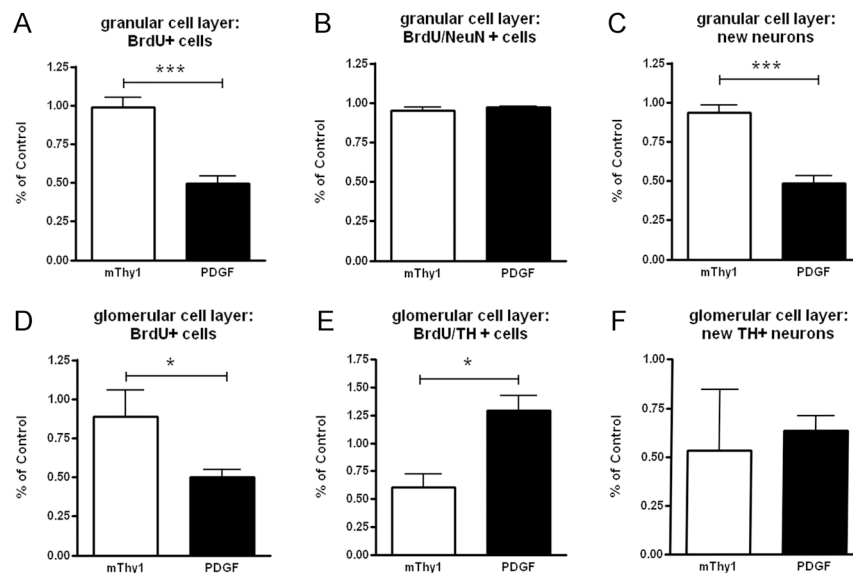 A
granular cell layer:
BrdU+ cells
% of Control
1.25
1.00
0.75
0.50
0.25
0.00
***
mThy1
PDGF
B
granular cell layer:
BrdU/NeuN + cells
% of Control
1.25
1.00
0.75
0.50
0.25
0.00
mThy1
PDGF
C
granular cell layer:
new neurons
% of Control
1.25
1.00
0.75
0.50
0.25
0.00
***
mThy1
PDGF
D
glomerular cell layer:
BrdU+ cells
% of Control
1.25
1.00
0.75
0.50
0.25
0.00
*
mThy1
PDGF
E
glomerular cell layer:
BrdU/TH + cells
% of Control
1.75
1.50
1.25
1.00
0.75
0.50
0.25
0.00
*
mThy1
PDGF
F
glomerular cell layer:
new TH+ neurons
% of Control
1.00
0.75
0.50
0.25
0.00
mThy1
PDGF